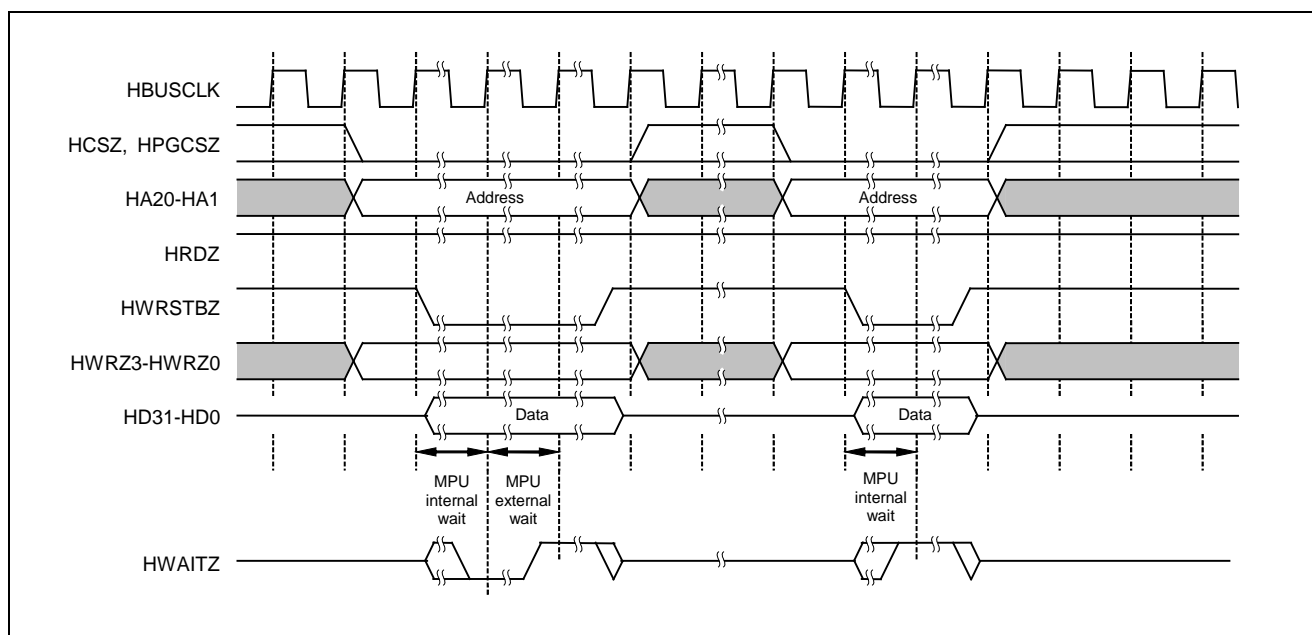 HBUSCLK
HCSZ, HPGCSZ
HA20-HA1
Address
Address
HRDZ
HWRSTBZ
HWRZ3-HWRZ0
HD31-HD0
Data
Data
MPU
internal
wait
MPU
external
wait
MPU
internal
wait
HWAITZ